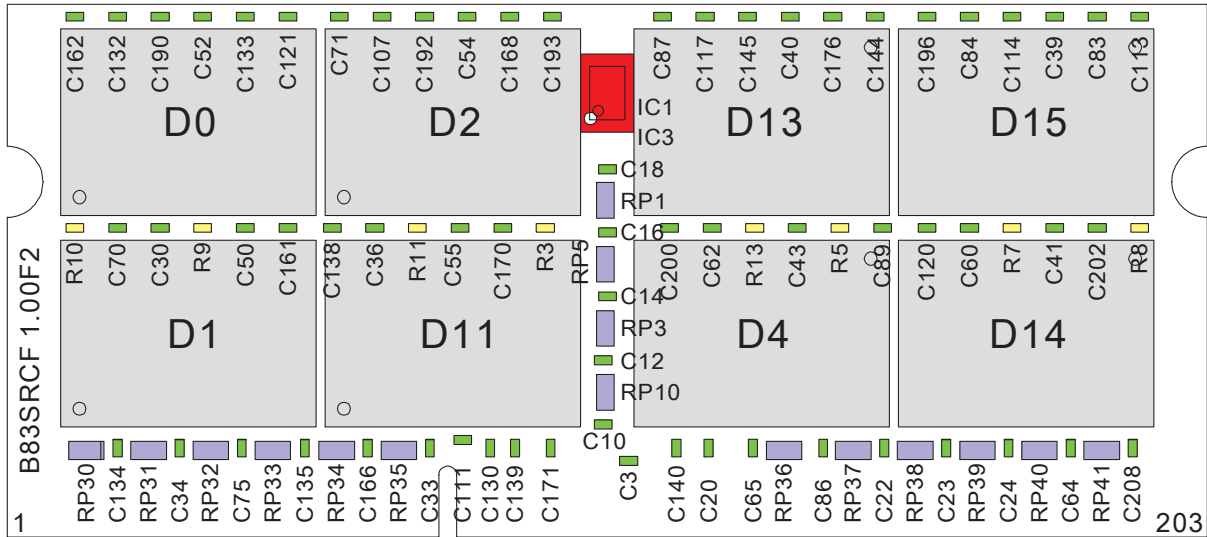 C162 C132 C190 C52 C133 C121 C71 C107 C192 C54 C168 C193 C87 C117 C145 C40 C176 C144 C196 C84 C114 C39 C83 C113
D0 D2 IC1 D13 D15
IC3
C18
RP1
C16
R10 C70 C30 R9 C50 C161 C138 C36 R11 C55 C170 R3 RP5 C200 C62 R13 C43 R5 C89 C120 C60 R7 C41 C202 R8
C14
D1 D11 RP3 D4 D14
C12
RP10
C10
B83SRCF 1.00F2
RP30 C134 RP31 C34 RP32 C75 RP33 C135 RP34 C166 RP35 C33 C111 C130 C139 C171 C3 C140 C20 C65 RP36 C86 RP37 C22 RP38 C23 RP39 C24 RP40 C64 RP41 C208
1 203